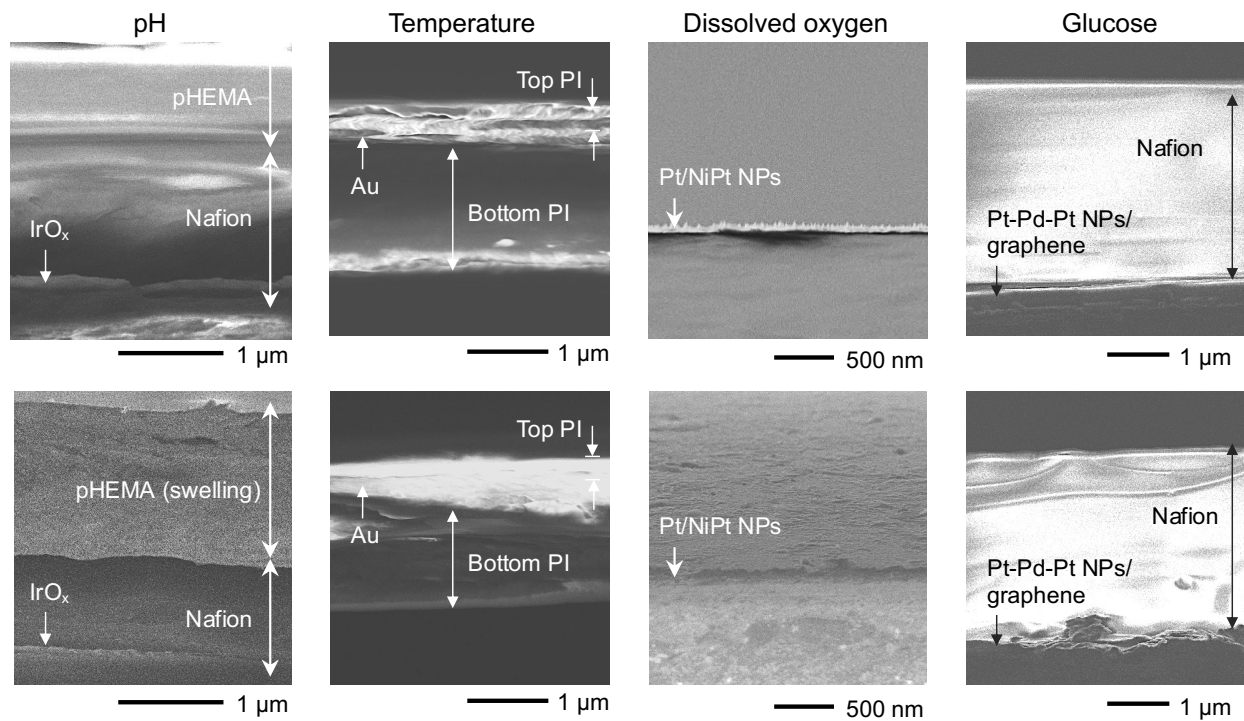 pH
Temperature
Dissolved oxygen
Glucose
pHEMA
Nafion
IrOₓ
1 µm
Top PI
Au
Bottom PI
1 µm
Pt/NiPt NPs
500 nm
Nafion
Pt-Pd-Pt NPs/
graphene
1 µm
pHEMA (swelling)
IrOₓ
Nafion
1 µm
Top PI
Au
Bottom PI
1 µm
Pt/NiPt NPs
500 nm
Nafion
Pt-Pd-Pt NPs/
graphene
1 µm